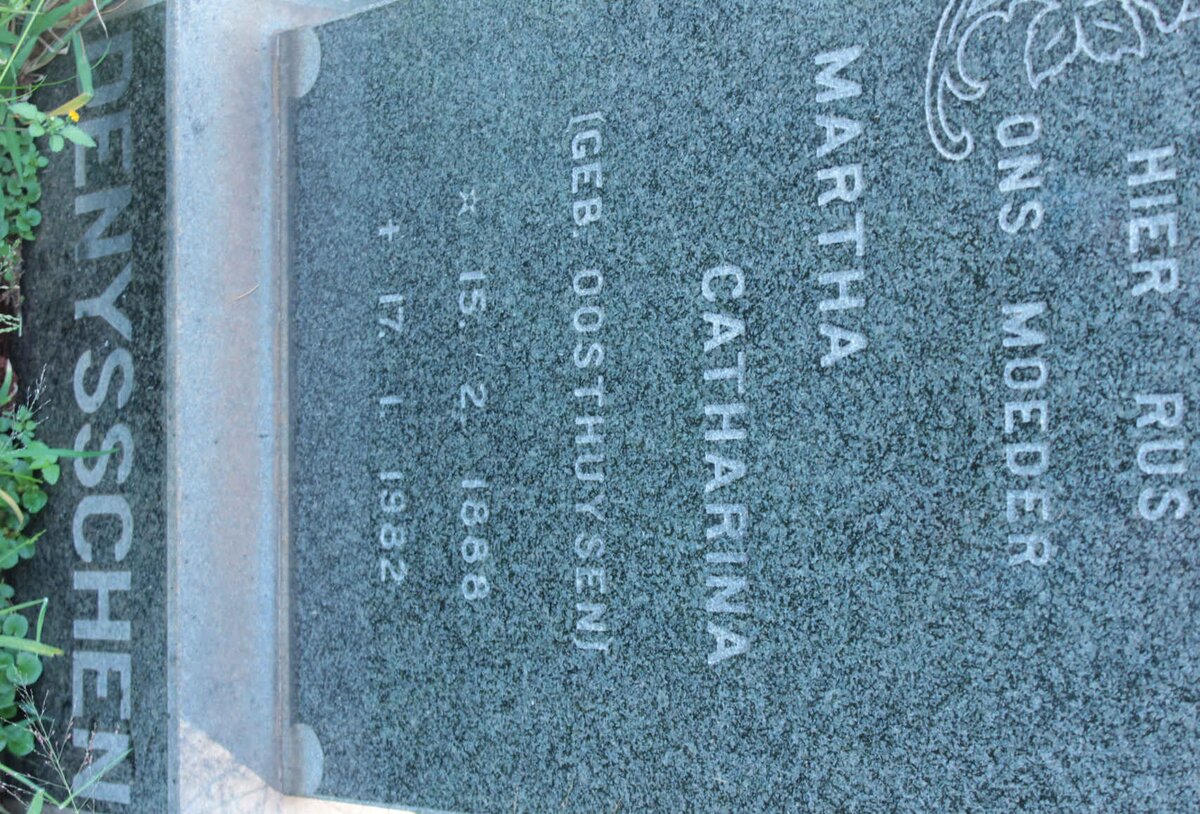 HIER RUS
ONS MOEDER
MARTHA
CATHARINA
(GEB. OOSTHUYSEN)
☆ 15. 2. 1888
+ 17. 1. 1982
DENYSSCHEN